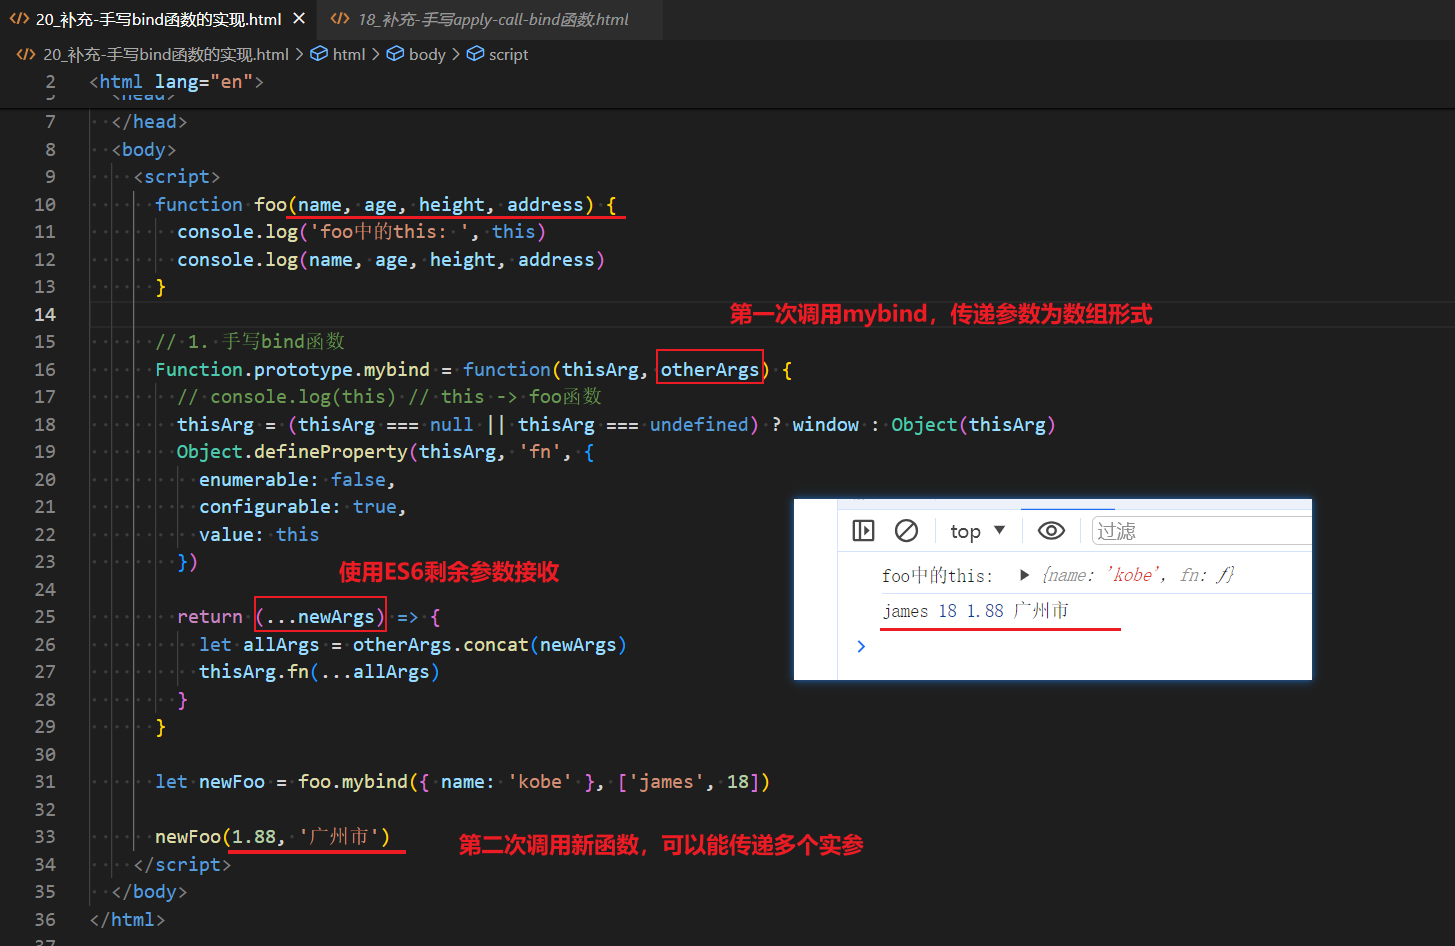 20_补充-手写bind函数的实现.html
18_补充-手写apply-call-bind函数.html
20_补充-手写bind函数的实现.html > html > body > script
2 <html lang="en">
7 </head>
8 <body>
9 <script>
10 function foo(name, age, height, address) {
11 console.log('foo中的this: ', this)
12 console.log(name, age, height, address)
13 }
14
第一次调用mybind，传递参数为数组形式
15 // 1. 手写bind函数
16 Function.prototype.mybind = function(thisArg, otherArgs) {
17 // console.log(this) // this -> foo函数
18 thisArg = (thisArg === null || thisArg === undefined) ? window : Object(thisArg)
19 Object.defineProperty(thisArg, 'fn', {
20 enumerable: false,
21 configurable: true,
22 value: this
23 })
使用ES6剩余参数接收
24
25 return (...newArgs) => {
26 let allArgs = otherArgs.concat(newArgs)
27 thisArg.fn(...allArgs)
28 }
29 }
30
31 let newFoo = foo.mybind({ name: 'kobe' }, ['james', 18])
32
33 newFoo(1.88, '广州市')
第二次调用新函数，可以能传递多个实参
34 </script>
35 </body>
36 </html>
37
top
过滤
foo中的this: {name: 'kobe', fn: ƒ}
james 18 1.88 广州市